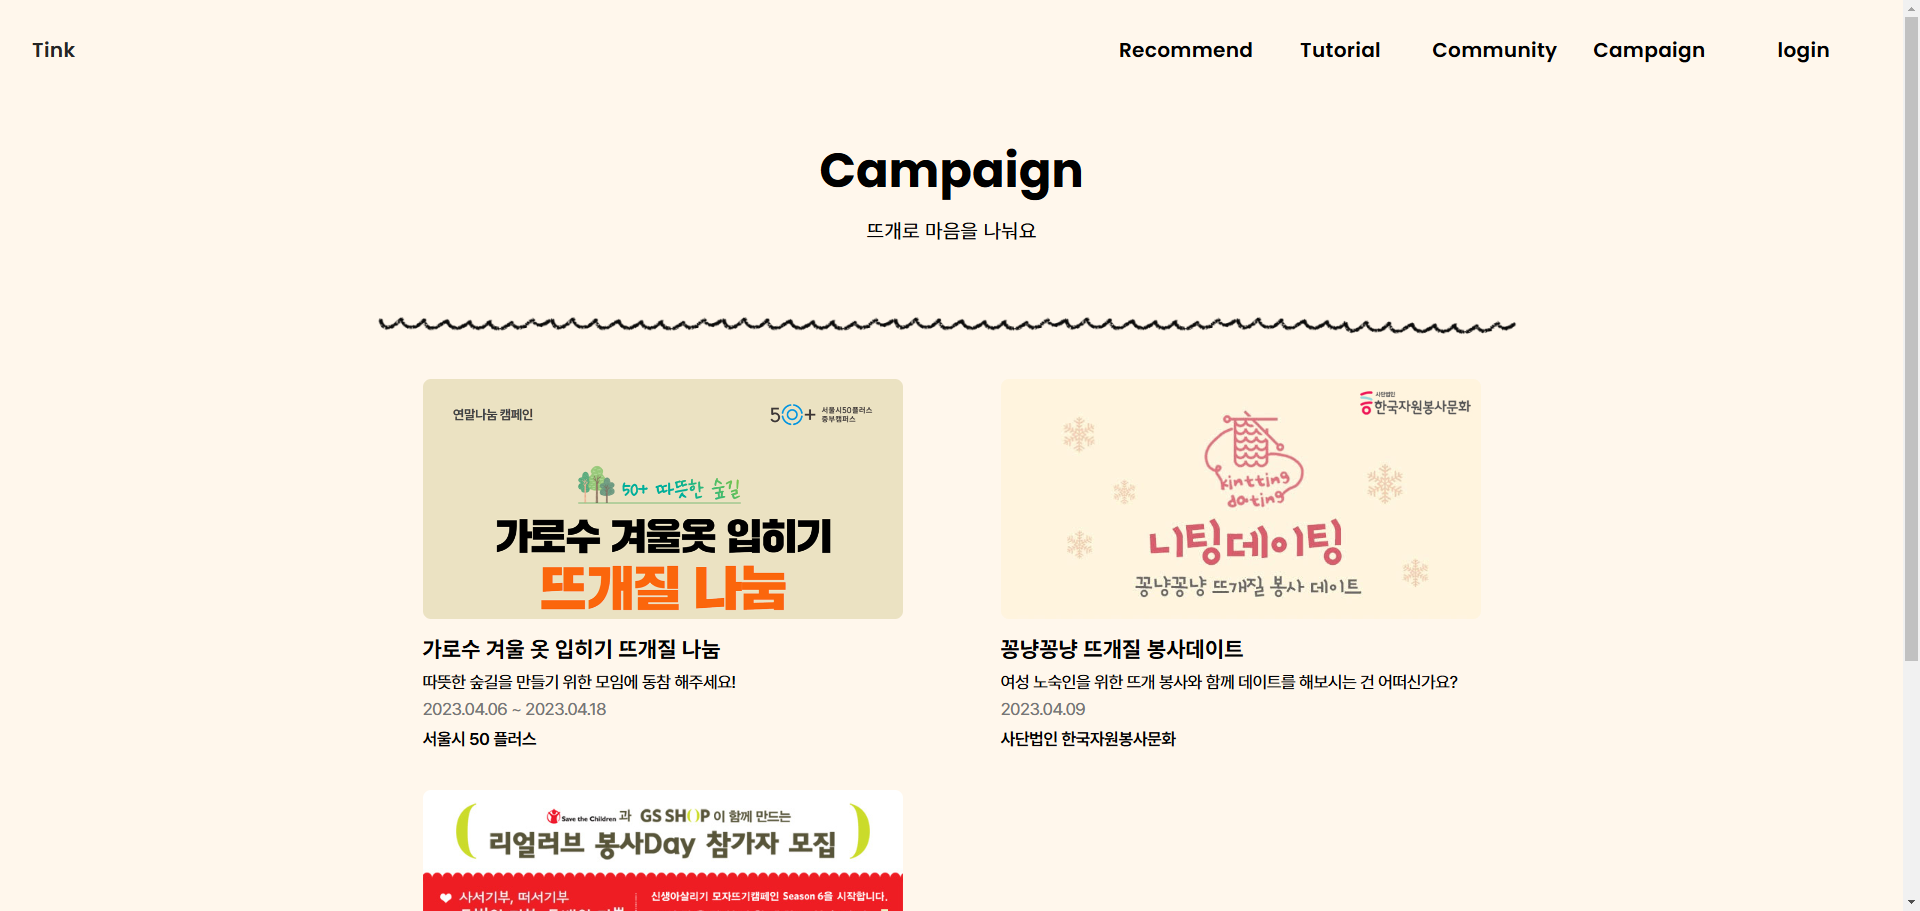 Tink
Recommend
Tutorial
Community
Campaign
login
Campaign
뜨개로 마음을 나눠요
연말나눔 캠페인
50+ 서울시50플러스
중부캠퍼스
50+ 따뜻한 숲길
가로수 겨울옷 입히기
뜨개질 나눔
가로수 겨울 옷 입히기 뜨개질 나눔
따뜻한 숲길을 만들기 위한 모임에 동참 해주세요!
2023.04.06 ~ 2023.04.18
서울시 50 플러스
사단법인
한국자원봉사문화
kintting
dating
니팅데이팅
꽁냥꽁냥 뜨개질 봉사 데이트
꽁냥꽁냥 뜨개질 봉사데이트
여성 노숙인을 위한 뜨개 봉사와 함께 데이트를 해보시는 건 어떠신가요?
2023.04.09
사단법인 한국자원봉사문화
Save the Children 과 GS SHOP 이 함께 만드는
리얼러브 봉사Day 참가자 모집
사서기부, 떠서기부
신생아살리기 모자뜨기캠페인 Season 6을 시작합니다.